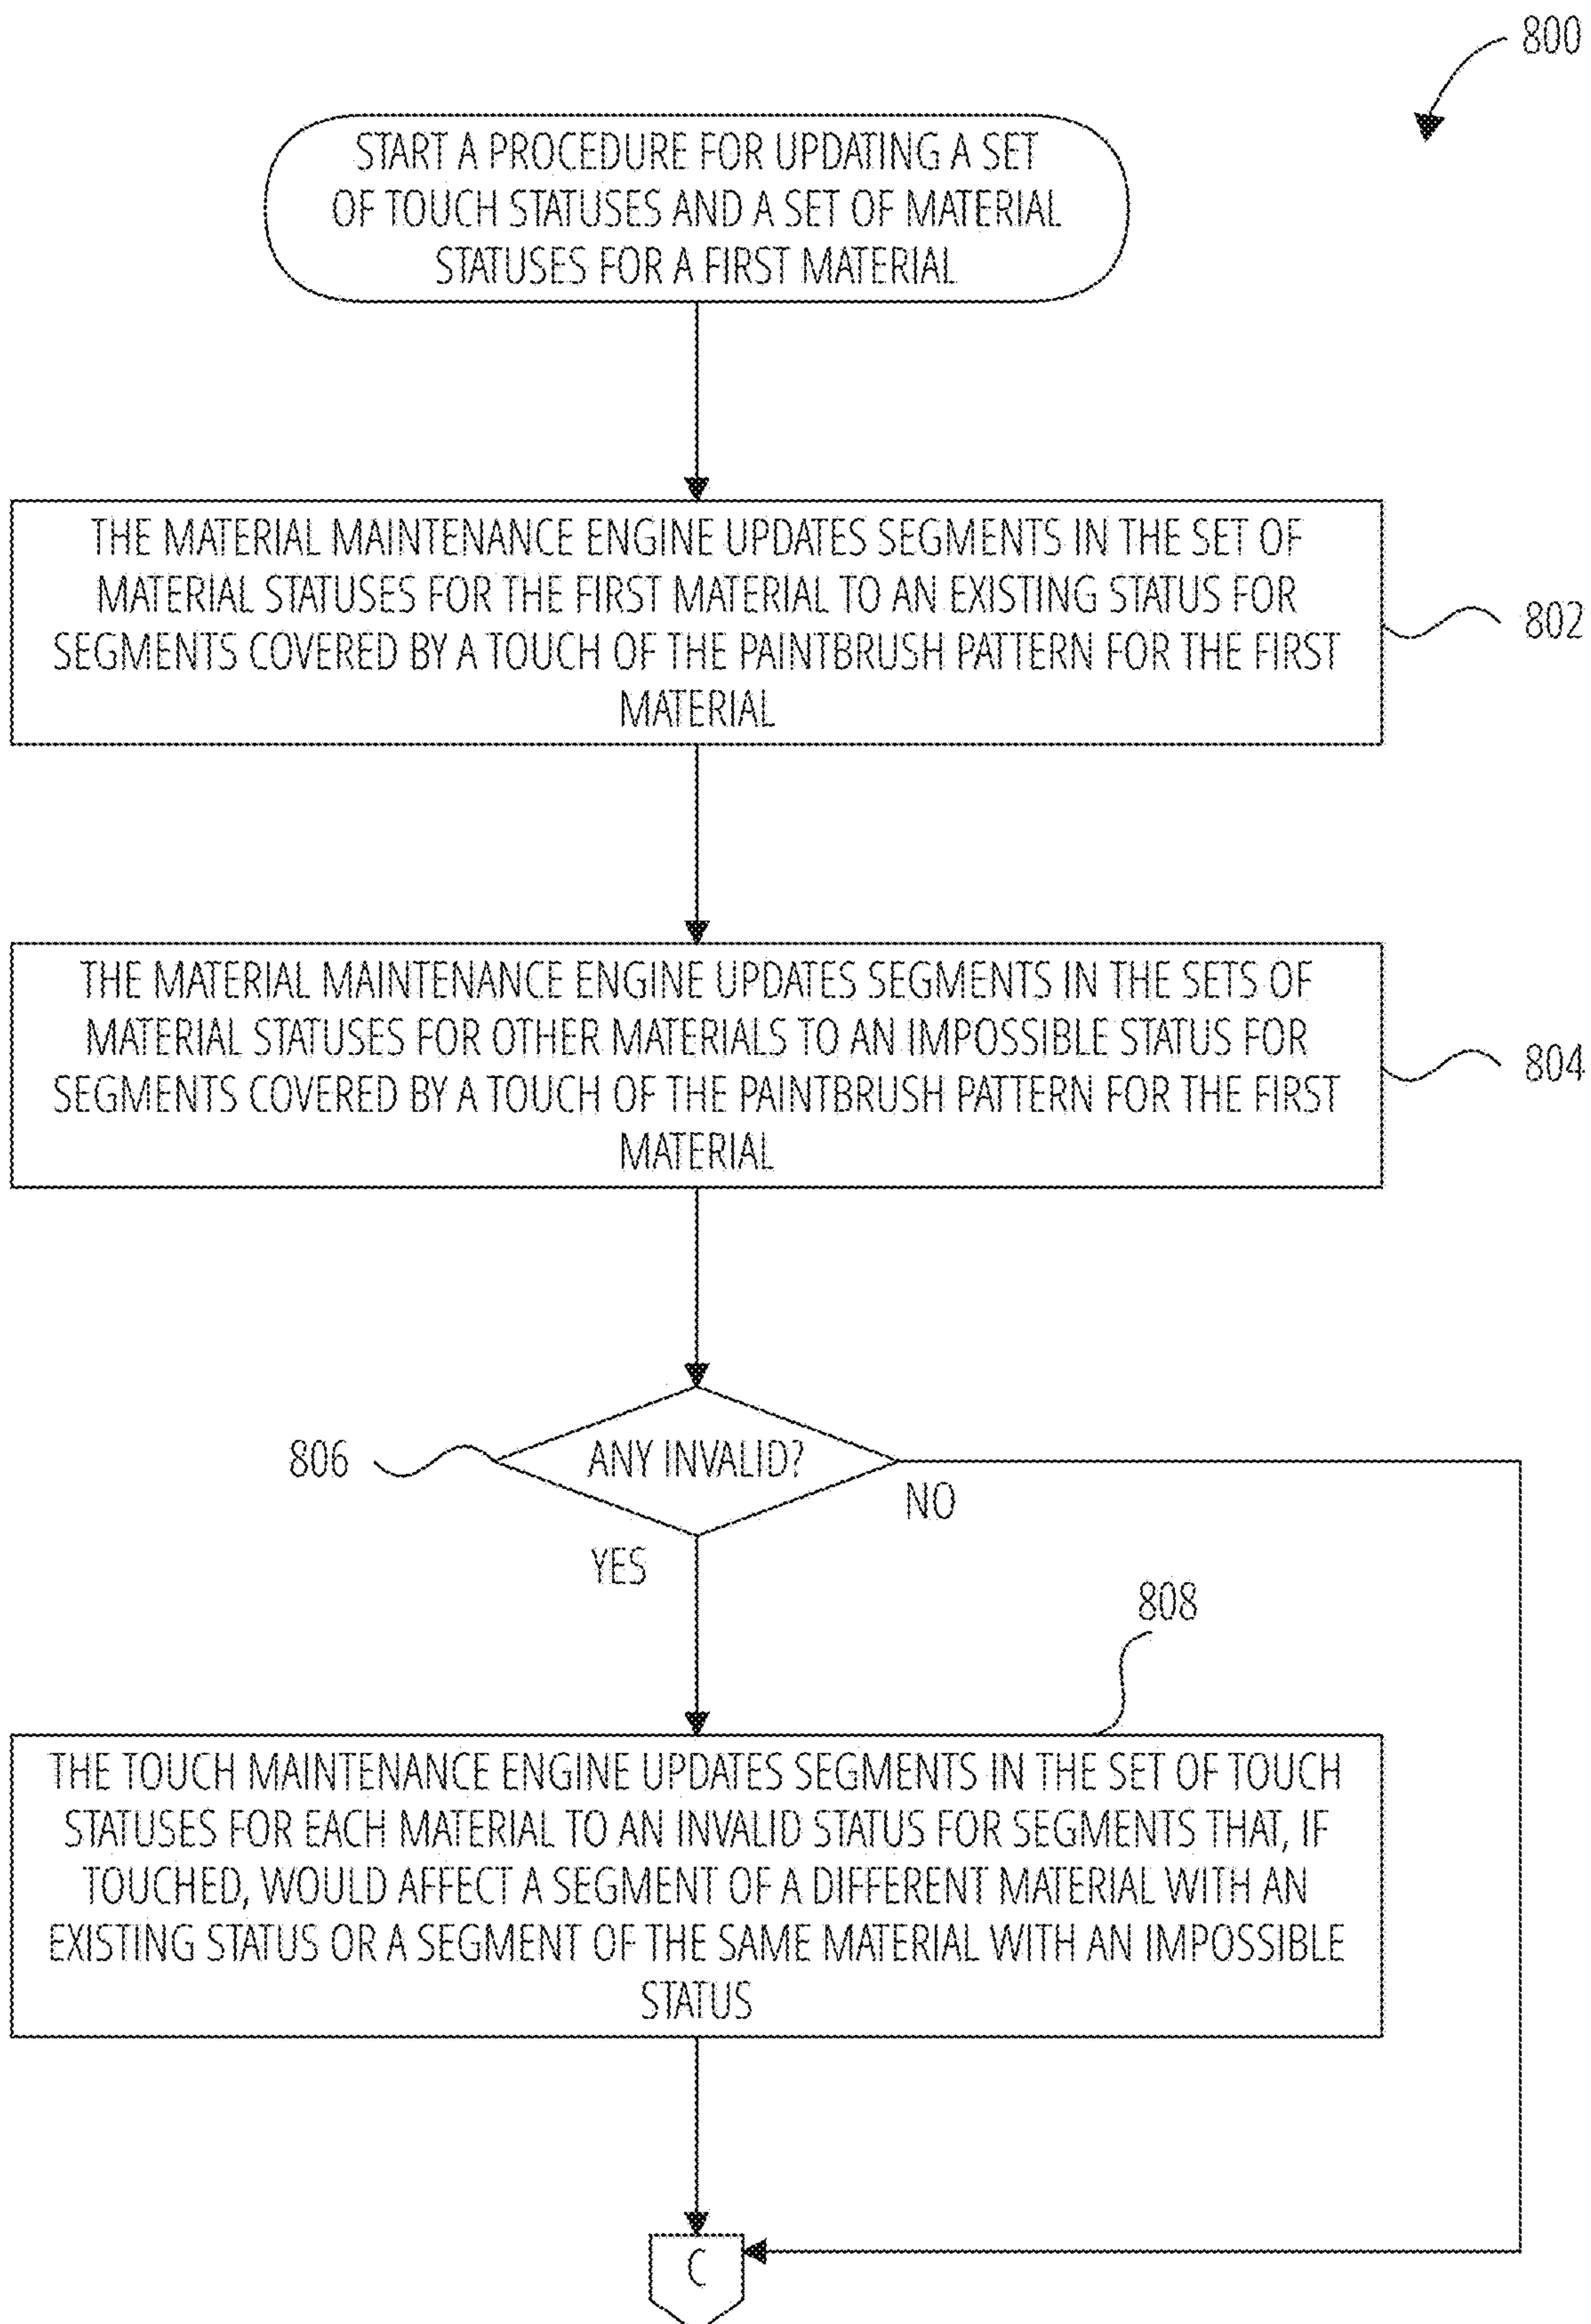 800
START A PROCEDURE FOR UPDATING A SET
OF TOUCH STATUSES AND A SET OF MATERIAL
STATUSES FOR A FIRST MATERIAL
THE MATERIAL MAINTENANCE ENGINE UPDATES SEGMENTS IN THE SET OF
MATERIAL STATUSES FOR THE FIRST MATERIAL TO AN EXISTING STATUS FOR
SEGMENTS COVERED BY A TOUCH OF THE PAINTBRUSH PATTERN FOR THE FIRST
MATERIAL
802
THE MATERIAL MAINTENANCE ENGINE UPDATES SEGMENTS IN THE SETS OF
MATERIAL STATUSES FOR OTHER MATERIALS TO AN IMPOSSIBLE STATUS FOR
SEGMENTS COVERED BY A TOUCH OF THE PAINTBRUSH PATTERN FOR THE FIRST
MATERIAL
804
806
ANY INVALID?
NO
YES
808
THE TOUCH MAINTENANCE ENGINE UPDATES SEGMENTS IN THE SET OF TOUCH
STATUSES FOR EACH MATERIAL TO AN INVALID STATUS FOR SEGMENTS THAT, IF
TOUCHED, WOULD AFFECT A SEGMENT OF A DIFFERENT MATERIAL WITH AN
EXISTING STATUS OR A SEGMENT OF THE SAME MATERIAL WITH AN IMPOSSIBLE
STATUS
C